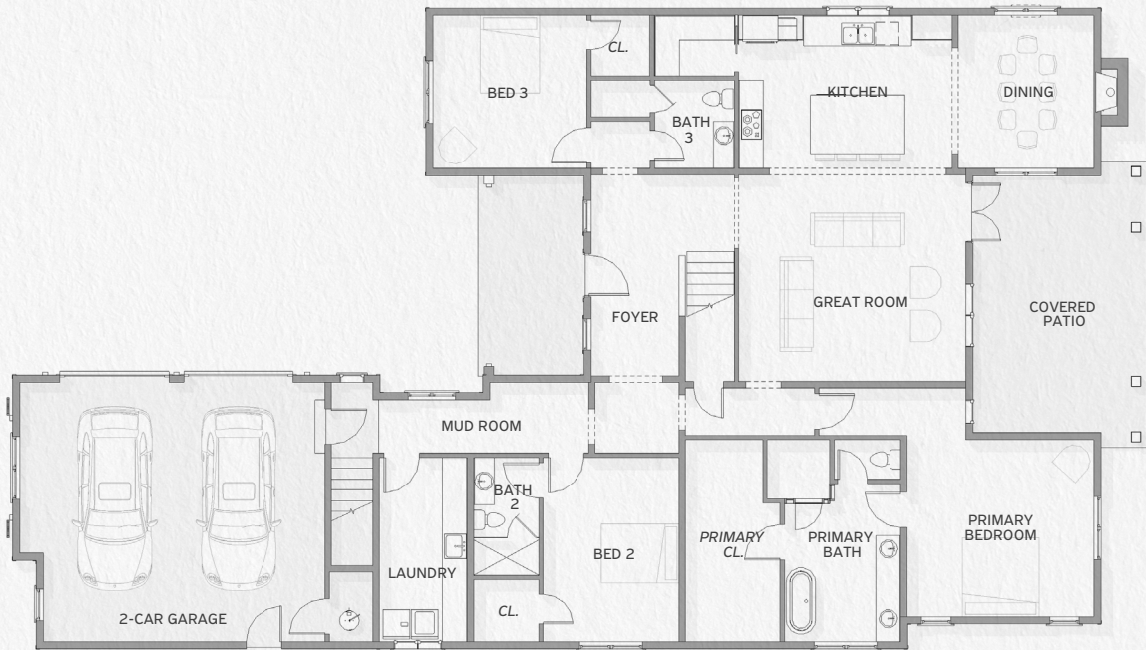 CL.
BED 3
KITCHEN
DINING
BATH
3
GREAT ROOM
COVERED
PATIO
FOYER
MUD ROOM
BATH
2
BED 2
PRIMARY
CL.
PRIMARY
BATH
PRIMARY
BEDROOM
LAUNDRY
CL.
2-CAR GARAGE